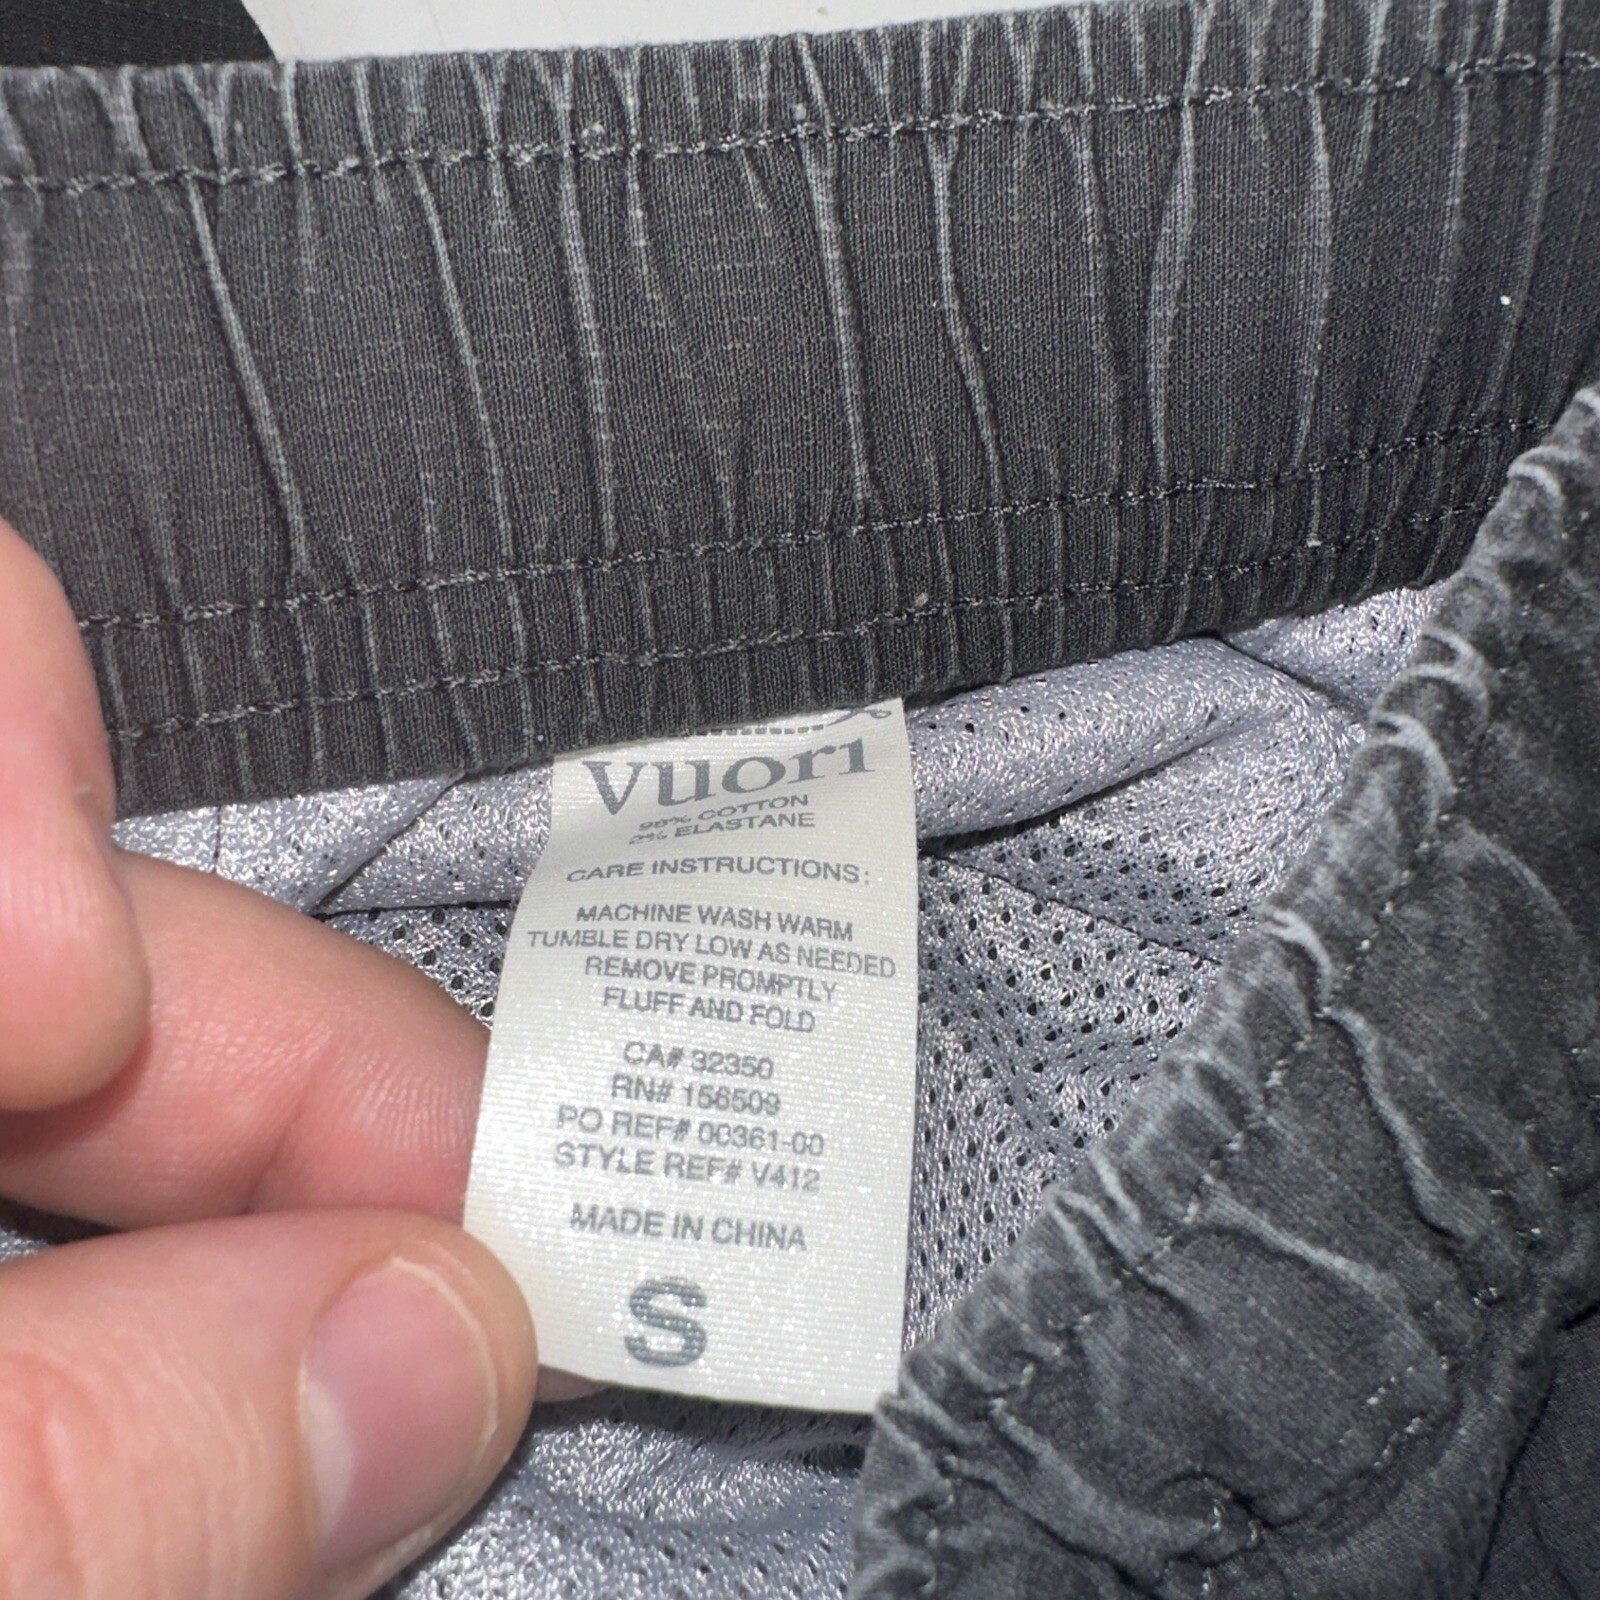 vuori
98% COTTON
2% ELASTANE
CARE INSTRUCTIONS:
MACHINE WASH WARM
TUMBLE DRY LOW AS NEEDED
REMOVE PROMPTLY
FLUFF AND FOLD
CA# 32350
RN# 156509
PO REF# 00361-00
STYLE REF# V412
MADE IN CHINA
S